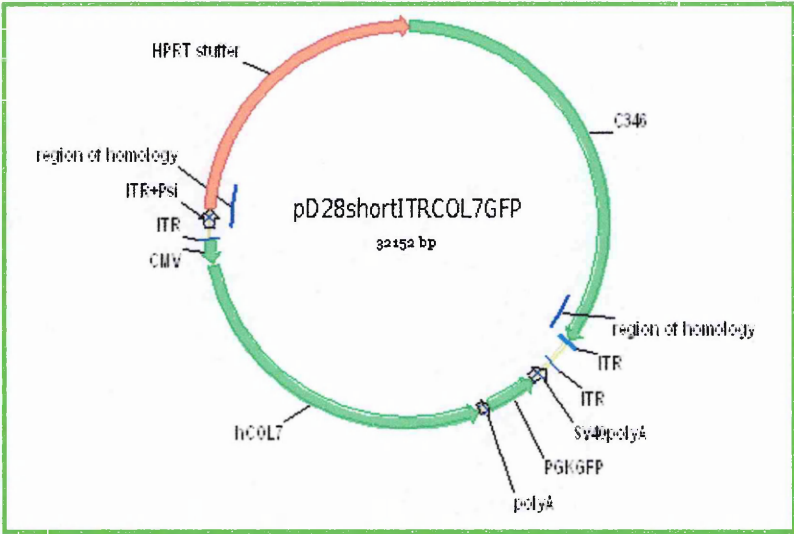 HPRT stuffer
C346
region of homology
ITR+Psi
ITR
CMV
pD28shortITRCOL7GFP
32152 bp
region of homology
ITR
ITR
SV40polyA
hCOL7
PGKGFP
polyA